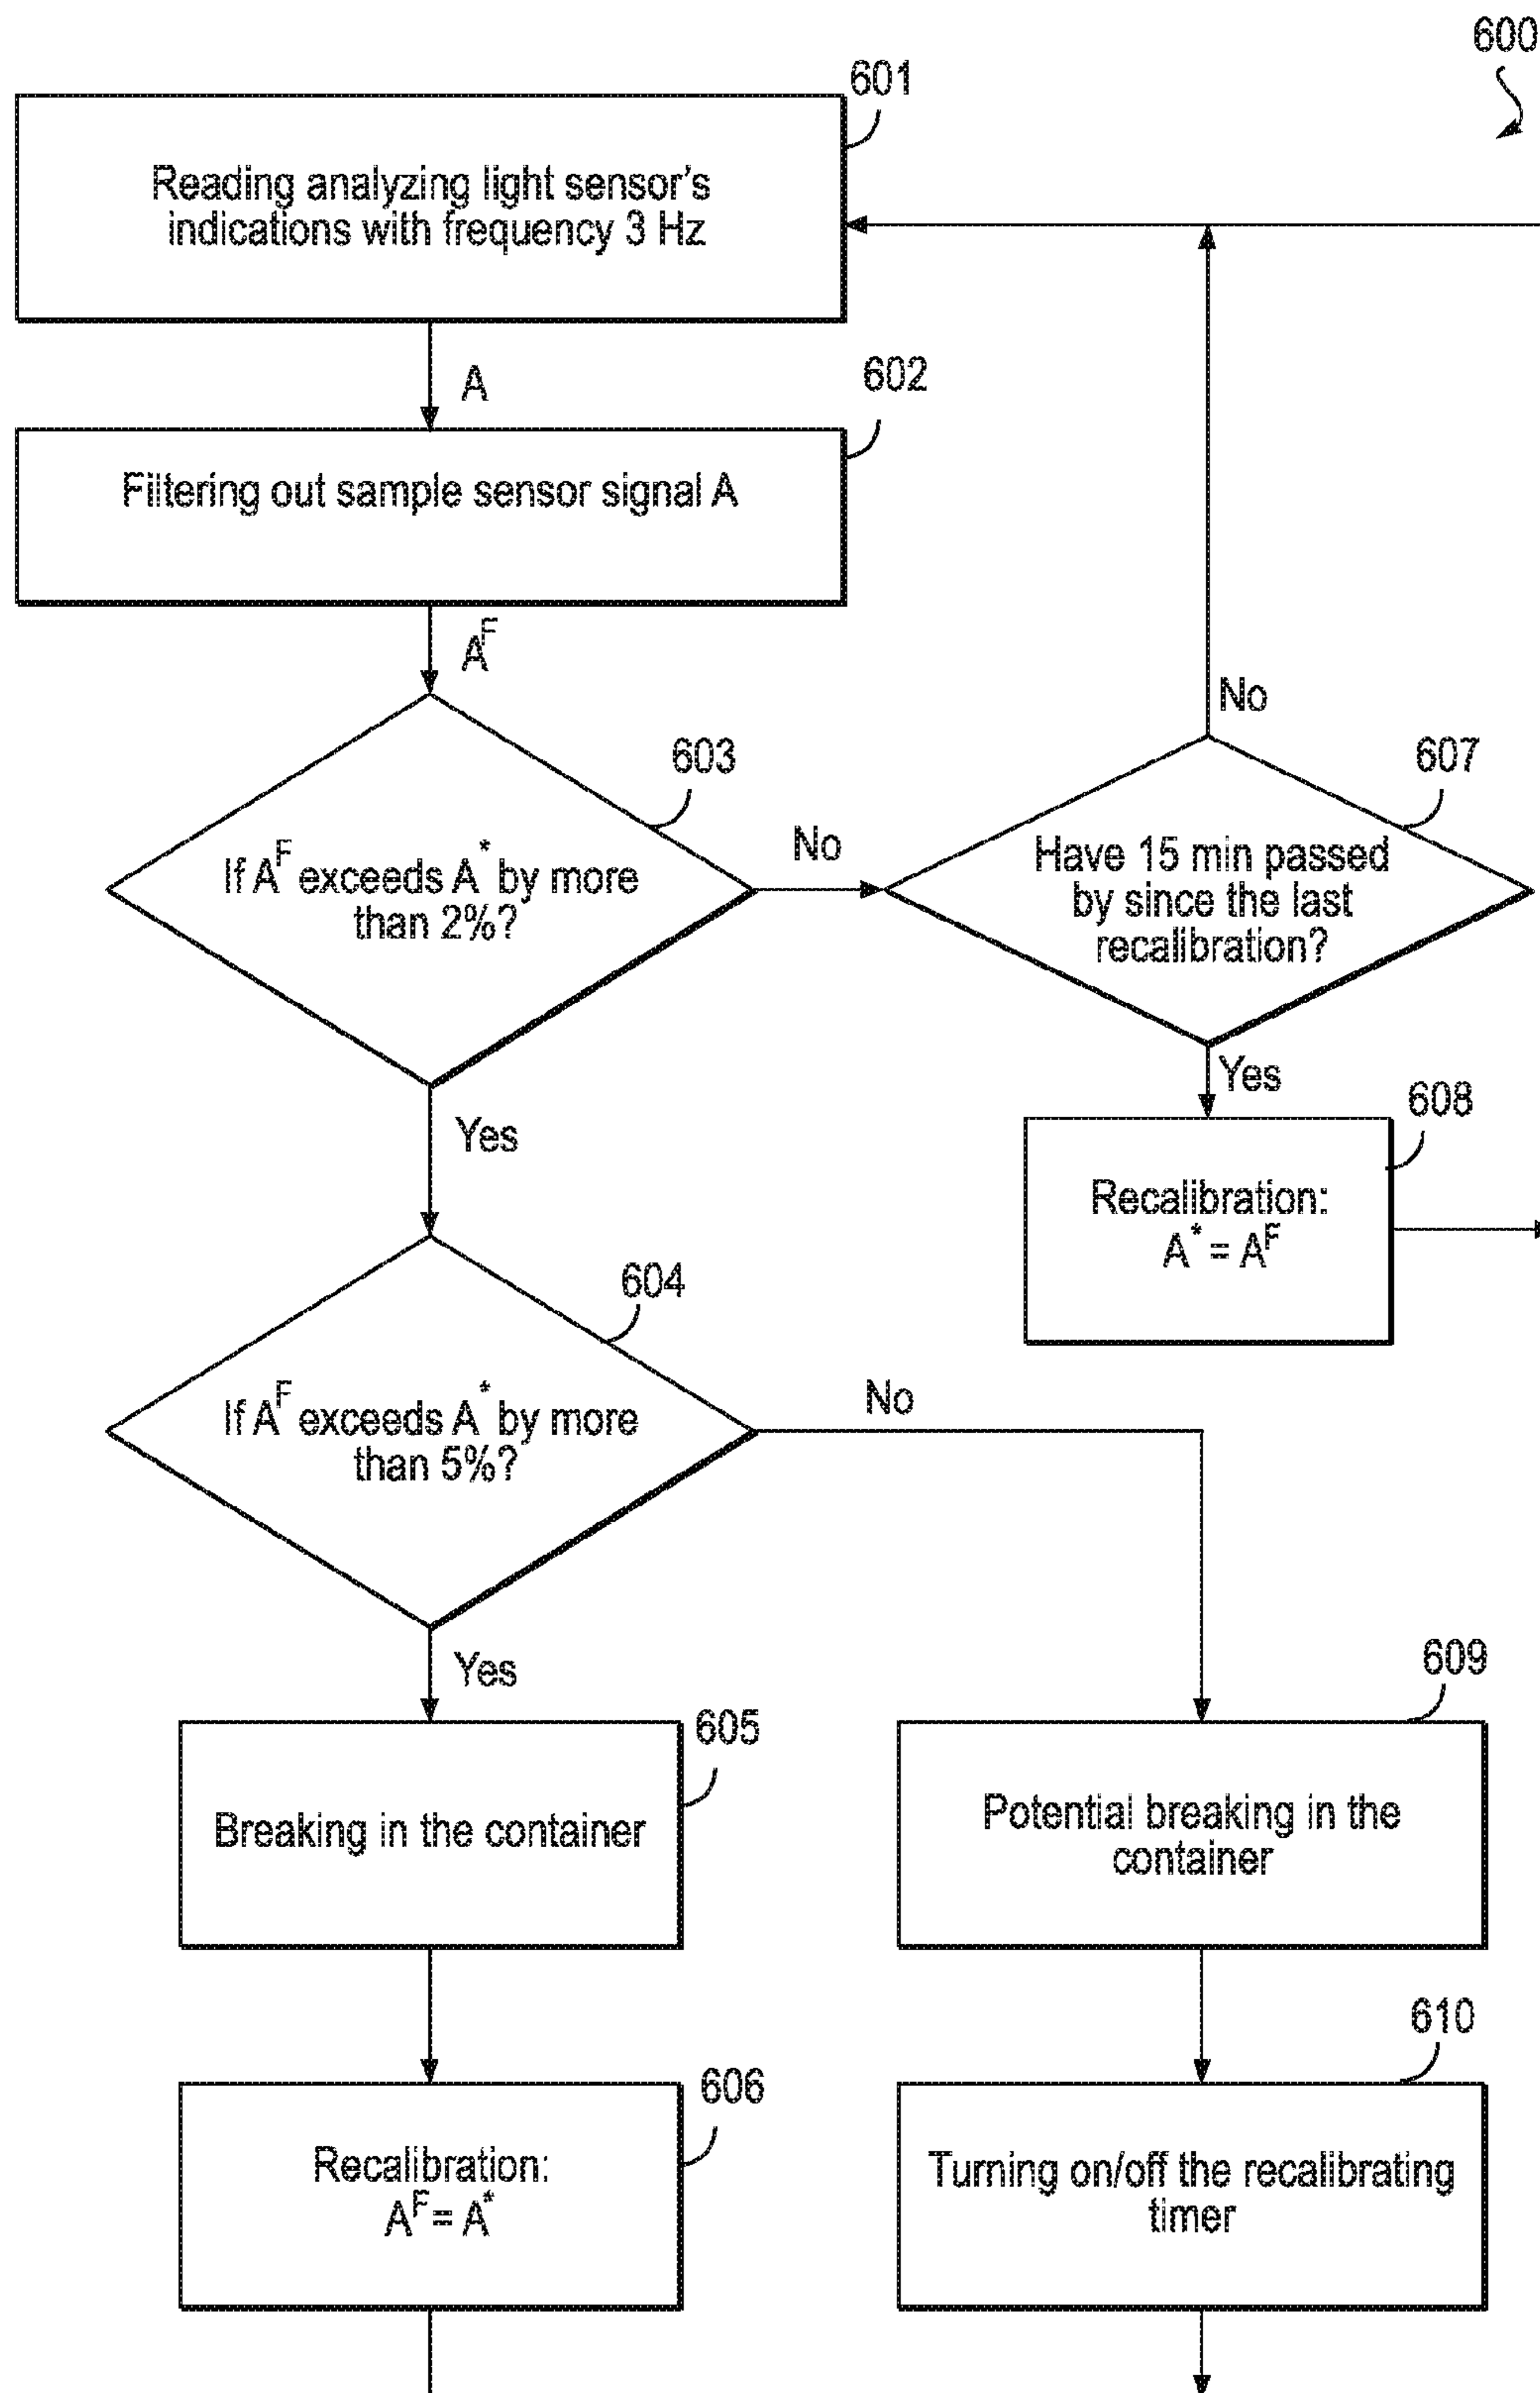 600
601
Reading analyzing light sensor's
indications with frequency 3 Hz
A
602
Filtering out sample sensor signal A
A^F
603
If A^F exceeds A* by more
than 2%?
No
No
607
Have 15 min passed
by since the last
recalibration?
Yes
Yes
608
Recalibration:
A* = A^F
604
If A^F exceeds A* by more
than 5%?
No
Yes
605
Breaking in the container
609
Potential breaking in the
container
606
Recalibration:
A^F = A*
610
Turning on/off the recalibrating
timer